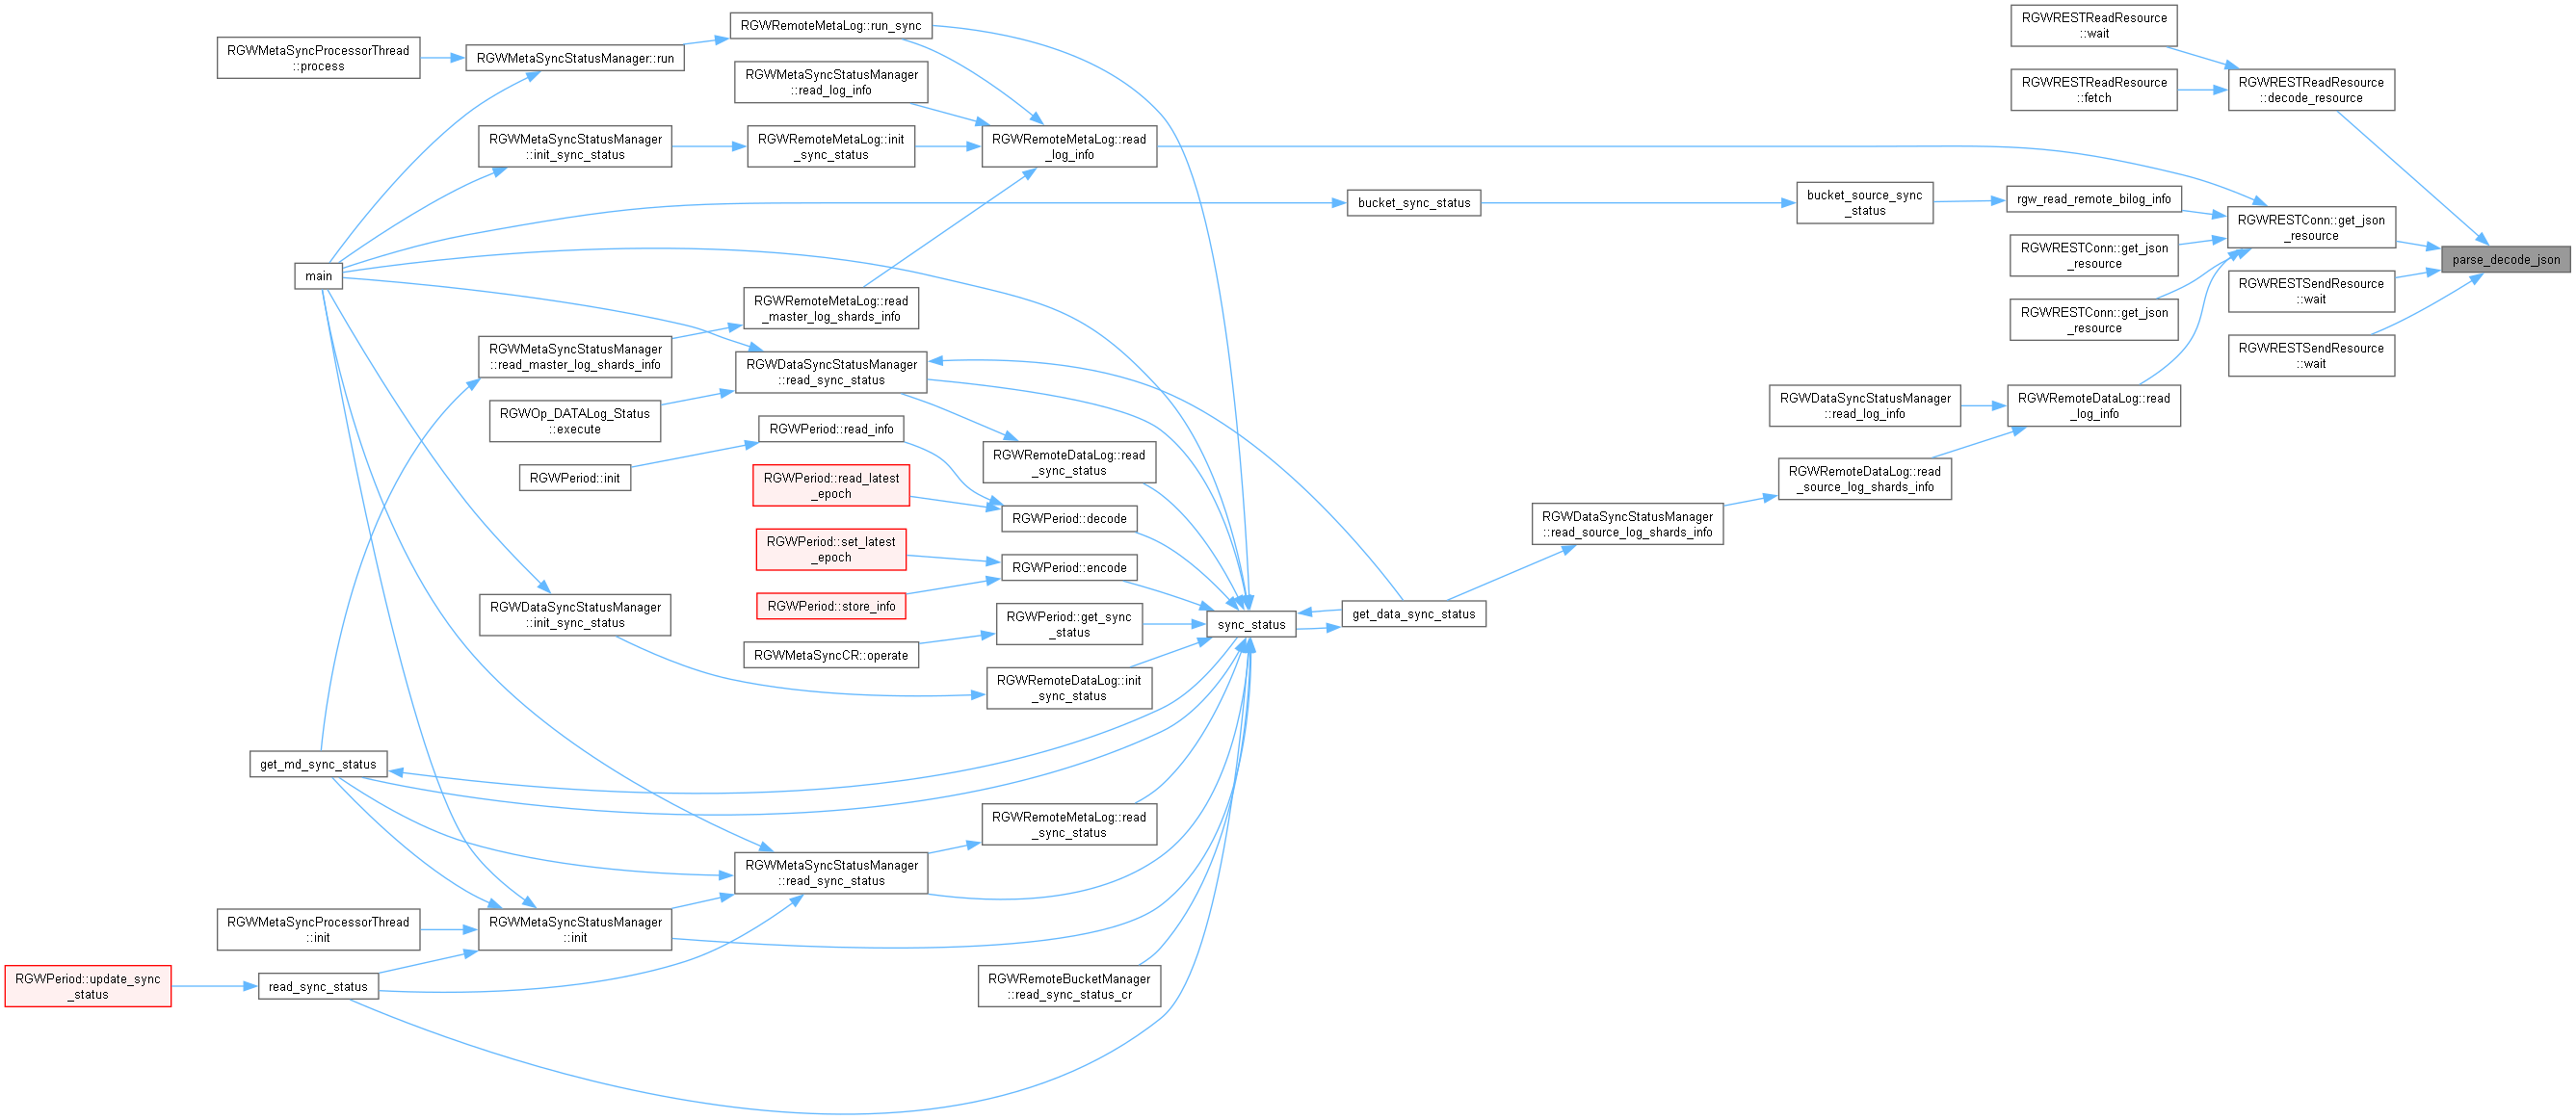 RGWRemoteMetaLog::run_sync
RGWMetaSyncProcessorThread
::process
RGWMetaSyncStatusManager::run
RGWMetaSyncStatusManager
::read_log_info
RGWMetaSyncStatusManager
::init_sync_status
RGWRemoteMetaLog::init
_sync_status
RGWRemoteMetaLog::read
_log_info
main
bucket_sync_status
bucket_source_sync
_status
rgw_read_remote_bilog_info
RGWRESTReadResource
::wait
RGWRESTReadResource
::fetch
RGWRESTReadResource
::decode_resource
RGWRESTConn::get_json
_resource
RGWRESTConn::get_json
_resource
RGWRESTConn::get_json
_resource
parse_decode_json
RGWRESTSendResource
::wait
RGWRESTSendResource
::wait
RGWRemoteMetaLog::read
_master_log_shards_info
RGWMetaSyncStatusManager
::read_master_log_shards_info
RGWDataSyncStatusManager
::read_sync_status
RGWOp_DATALog_Status
::execute
RGWPeriod::read_info
RGWPeriod::init
RGWRemoteDataLog::read
_sync_status
RGWPeriod::read_latest
_epoch
RGWPeriod::decode
RGWPeriod::set_latest
_epoch
RGWPeriod::encode
RGWPeriod::store_info
RGWDataSyncStatusManager
::init_sync_status
RGWPeriod::get_sync
_status
RGWMetaSyncCR::operate
RGWRemoteDataLog::init
_sync_status
sync_status
get_data_sync_status
RGWDataSyncStatusManager
::read_log_info
RGWRemoteDataLog::read
_log_info
RGWRemoteDataLog::read
_source_log_shards_info
RGWDataSyncStatusManager
::read_source_log_shards_info
get_md_sync_status
RGWRemoteMetaLog::read
_sync_status
RGWMetaSyncStatusManager
::read_sync_status
RGWMetaSyncProcessorThread
::init
RGWMetaSyncStatusManager
::init
RGWPeriod::update_sync
_status
read_sync_status
RGWRemoteBucketManager
::read_sync_status_cr